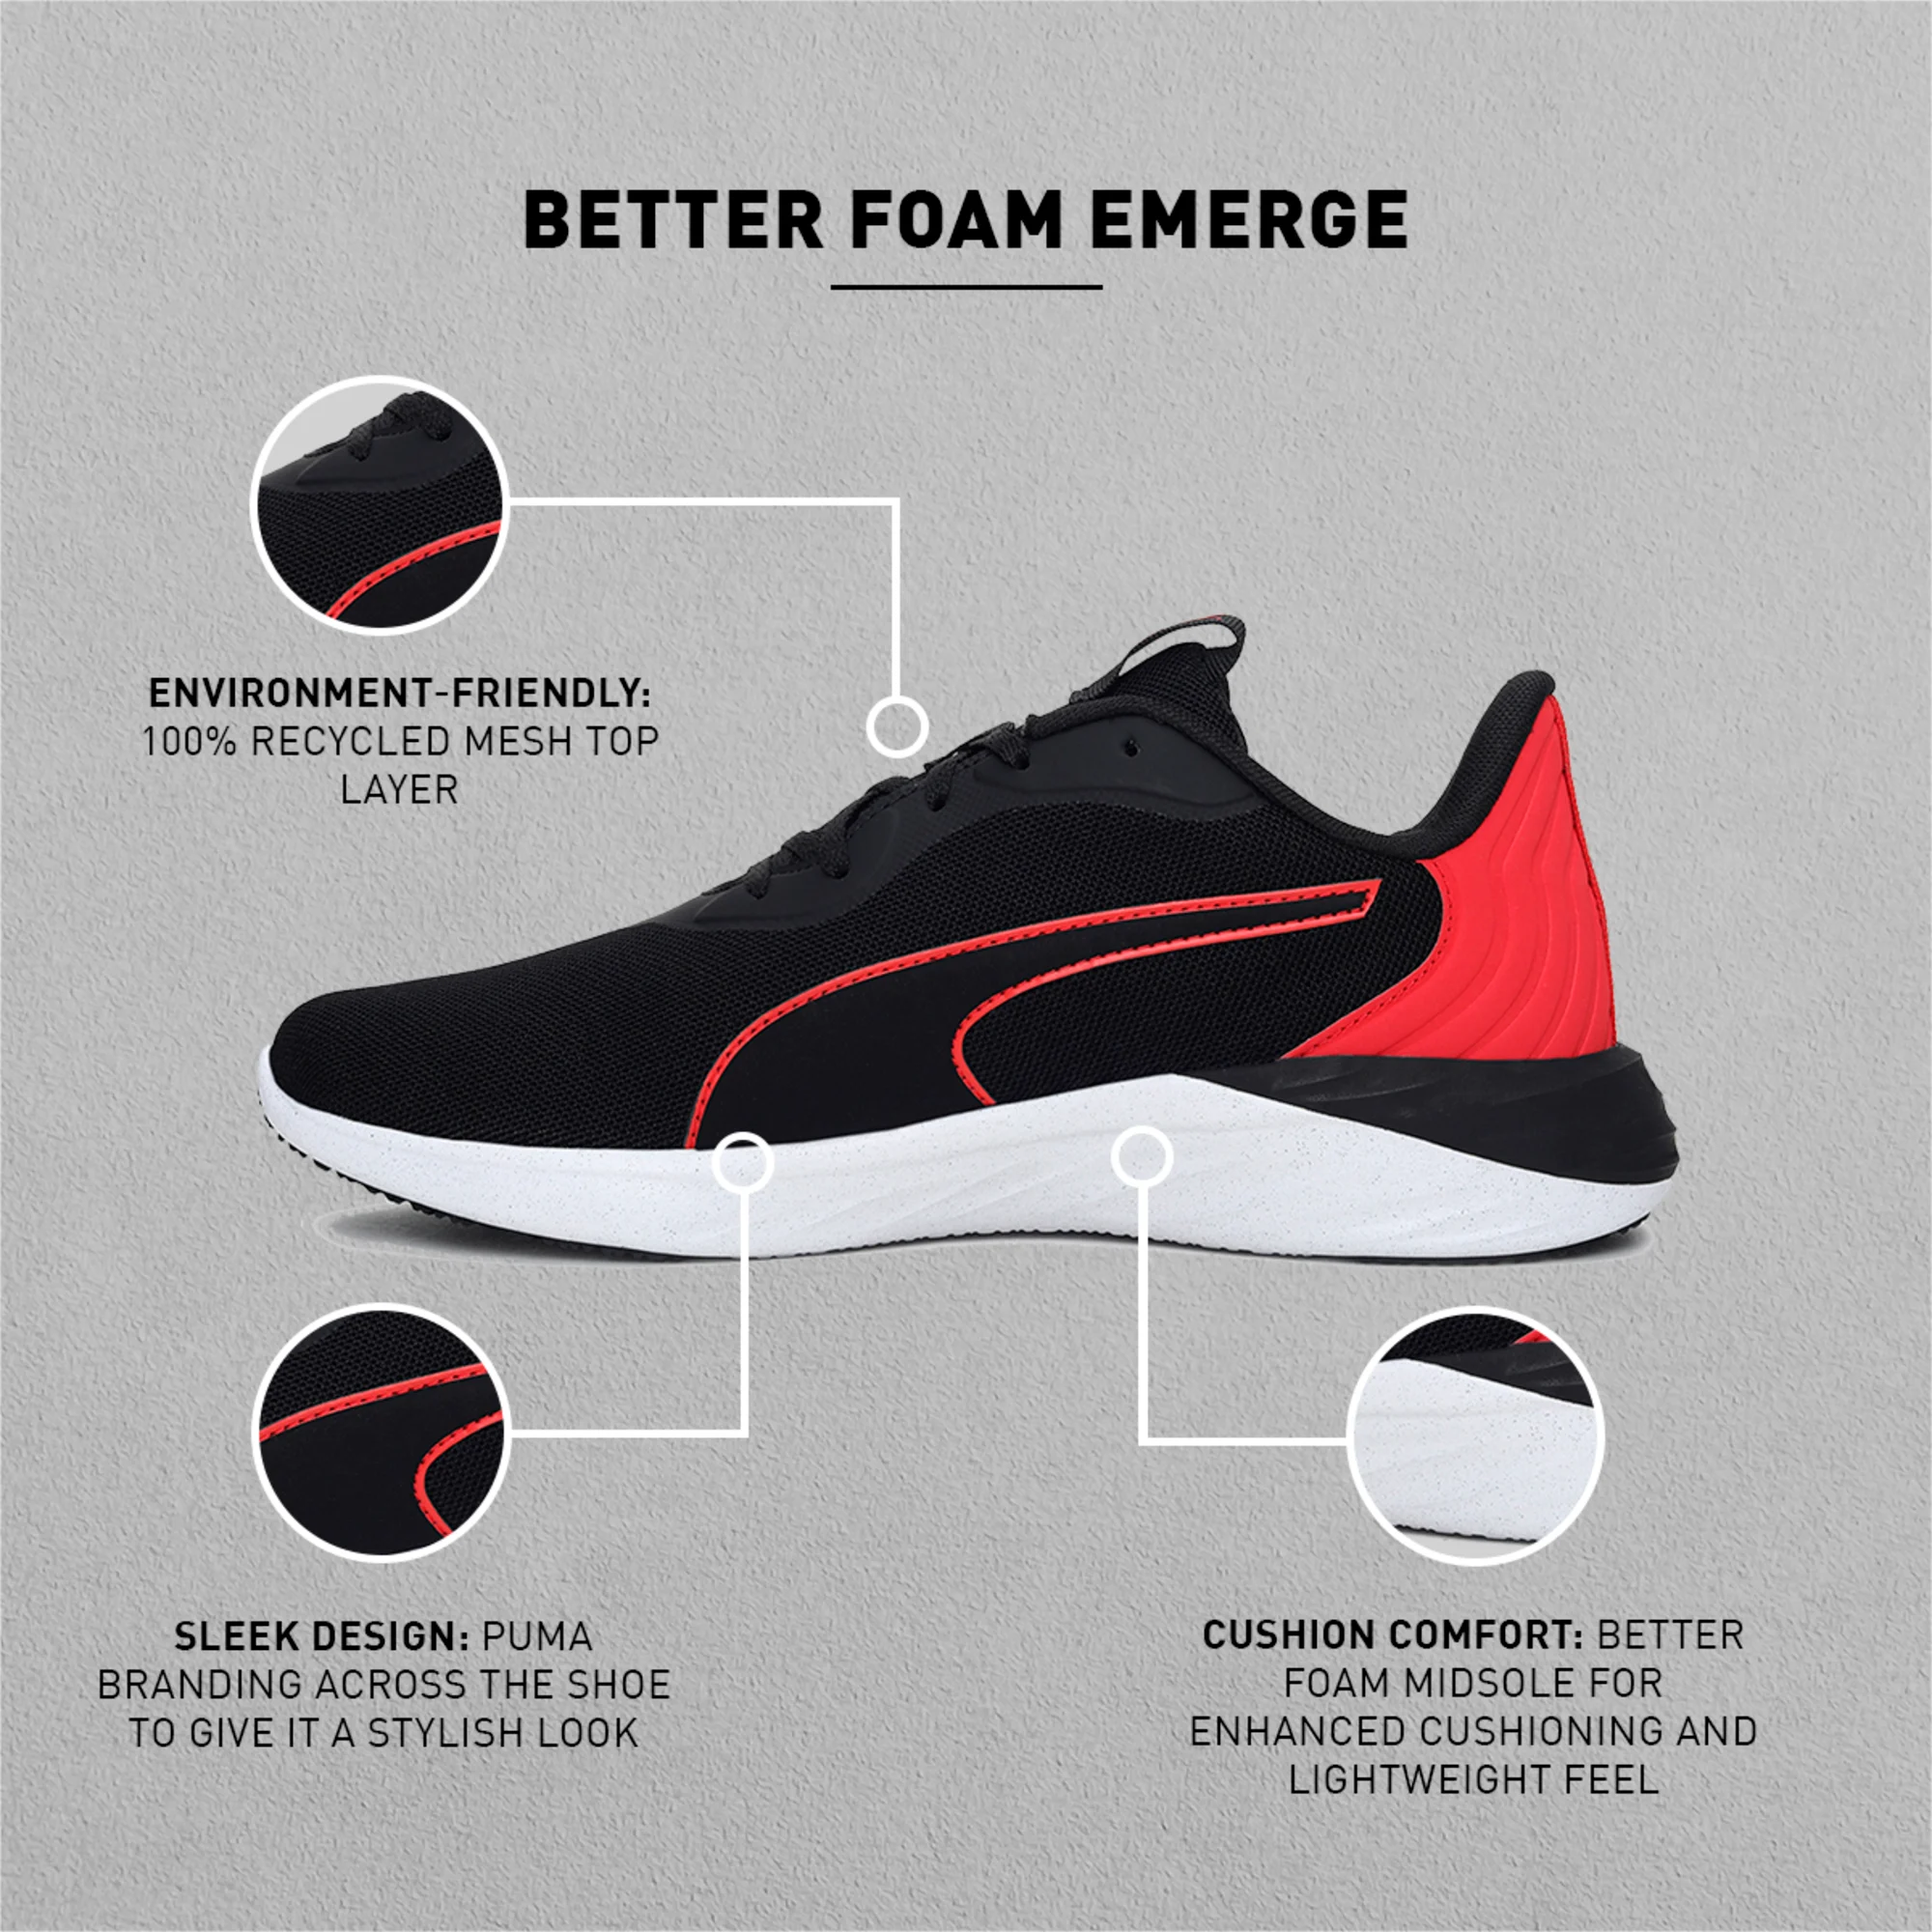 BETTER FOAM EMERGE
ENVIRONMENT-FRIENDLY:
100% RECYCLED MESH TOP
LAYER
SLEEK DESIGN: PUMA
BRANDING ACROSS THE SHOE
TO GIVE IT A STYLISH LOOK
CUSHION COMFORT: BETTER
FOAM MIDSOLE FOR
ENHANCED CUSHIONING AND
LIGHTWEIGHT FEEL